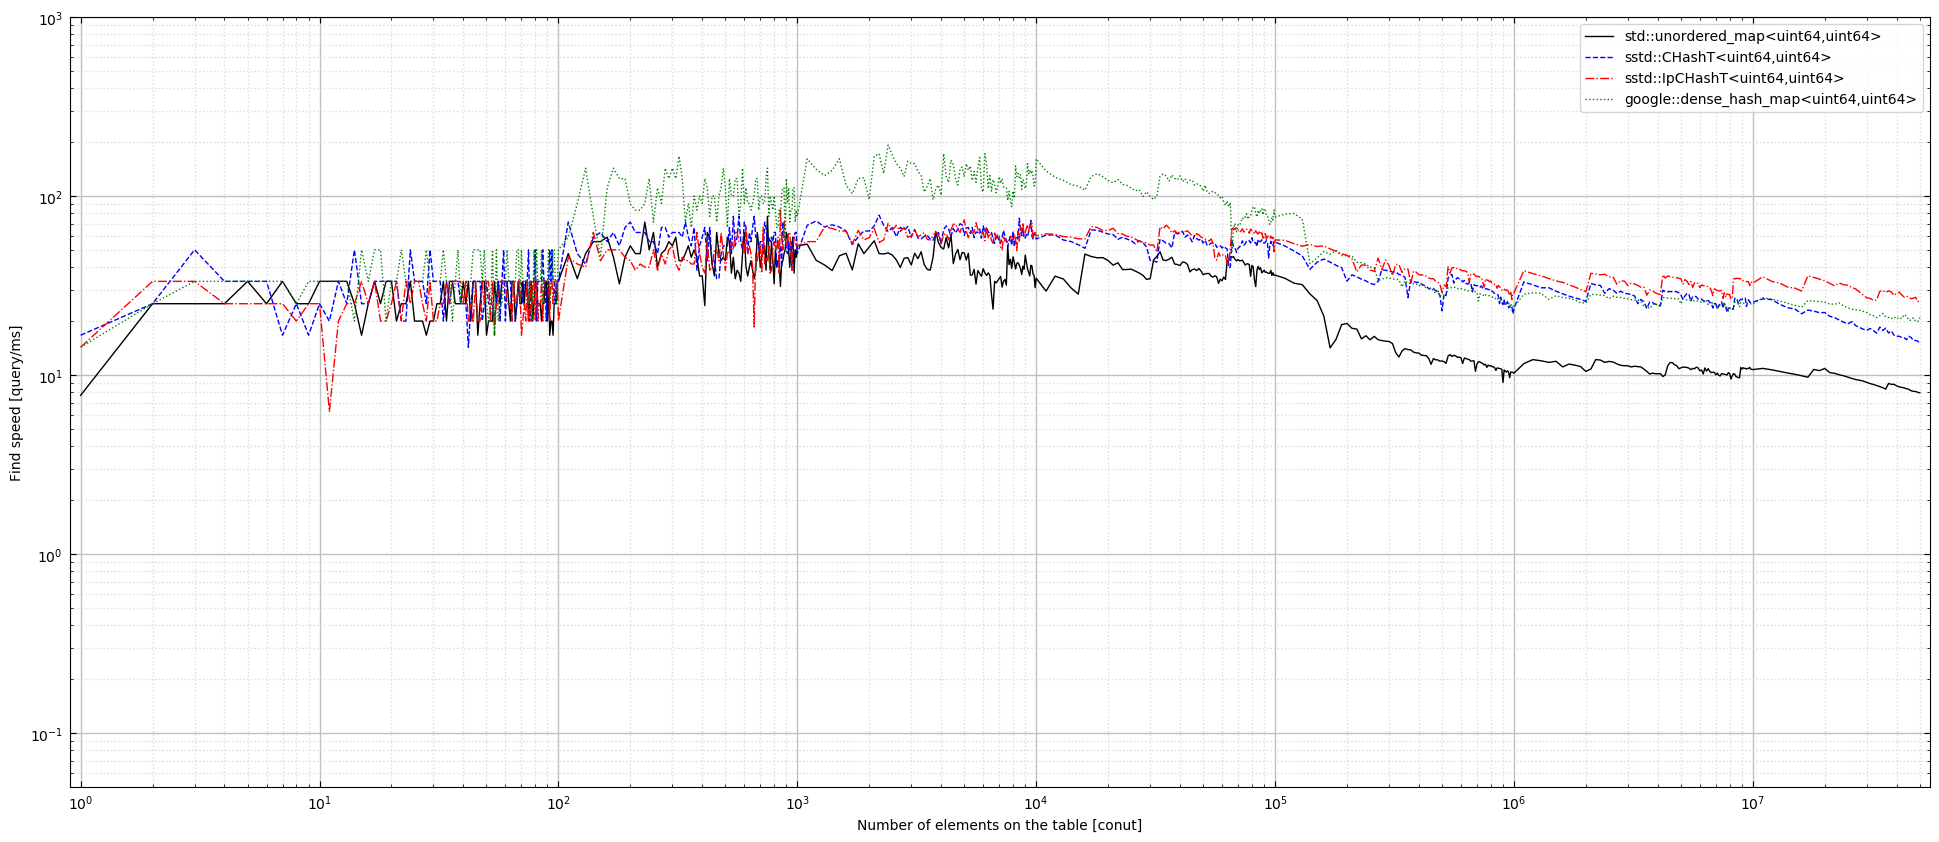 std::unordered_map<uint64,uint64>
sstd::CHashT<uint64,uint64>
sstd::IpCHashT<uint64,uint64>
google::dense_hash_map<uint64,uint64>
Find speed [query/ms]
10³
10²
10¹
10⁰
10⁻¹
10⁰ 10¹ 10² 10³ 10⁴ 10⁵ 10⁶ 10⁷
Number of elements on the table [conut]